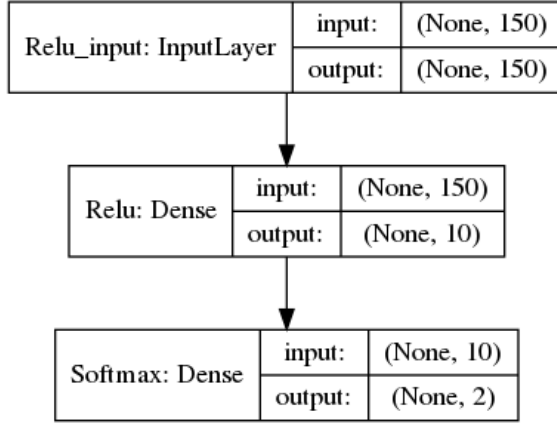 Relu_input: InputLayer
input: (None, 150)
output: (None, 150)
Relu: Dense
input: (None, 150)
output: (None, 10)
Softmax: Dense
input: (None, 10)
output: (None, 2)